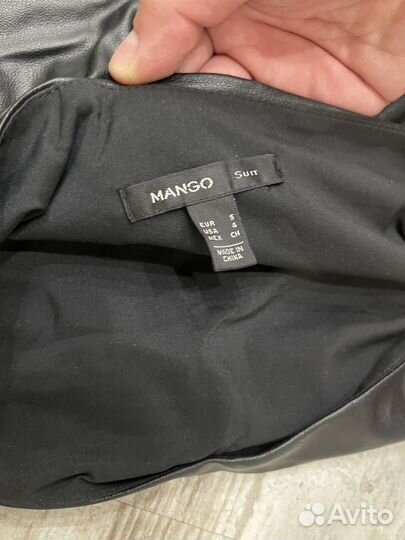 MANGO Suit
EUR S
USA 4
MEX CH
MADE IN
CHINA
Avito